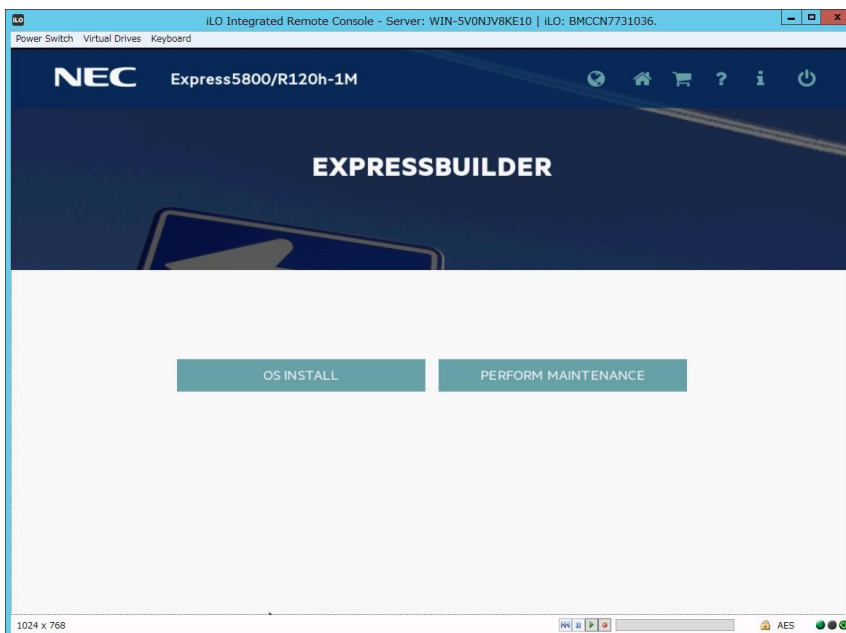 iLO Integrated Remote Console - Server: WIN-5V0NJV8KE10 | iLO: BMCCN7731036.
Power Switch Virtual Drives Keyboard
NEC Express5800/R120h-1M
EXPRESSBUILDER
OS INSTALL PERFORM MAINTENANCE
1024 x 768 AES